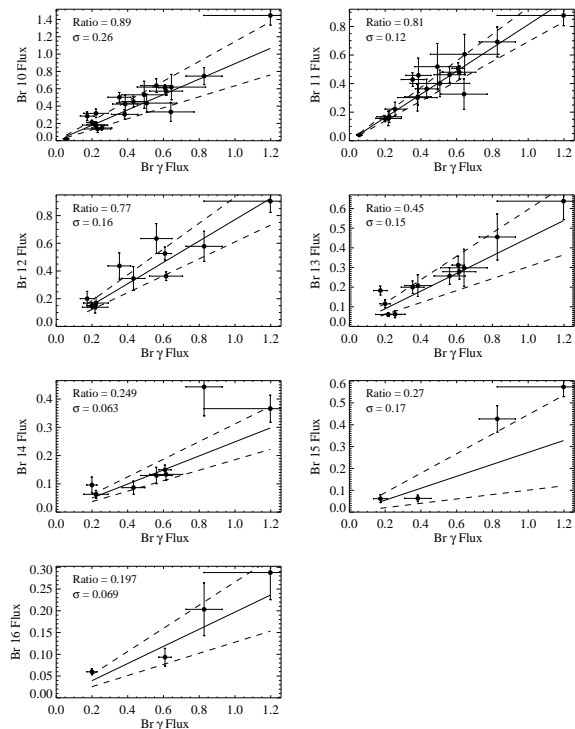 Ratio = 0.89
σ = 0.26
Br 10 Flux
1.4
1.2
1.0
0.8
0.6
0.4
0.2
0.0
0.0 0.2 0.4 0.6 0.8 1.0 1.2
Br γ Flux
Ratio = 0.81
σ = 0.12
Br 11 Flux
0.8
0.6
0.4
0.2
0.0
0.0 0.2 0.4 0.6 0.8 1.0 1.2
Br γ Flux
Ratio = 0.77
σ = 0.16
Br 12 Flux
0.8
0.6
0.4
0.2
0.0
0.0 0.2 0.4 0.6 0.8 1.0 1.2
Br γ Flux
Ratio = 0.45
σ = 0.15
Br 13 Flux
0.6
0.5
0.4
0.3
0.2
0.1
0.0
0.0 0.2 0.4 0.6 0.8 1.0 1.2
Br γ Flux
Ratio = 0.249
σ = 0.063
Br 14 Flux
0.4
0.3
0.2
0.1
0.0
0.0 0.2 0.4 0.6 0.8 1.0 1.2
Br γ Flux
Ratio = 0.27
σ = 0.17
Br 15 Flux
0.6
0.5
0.4
0.3
0.2
0.1
0.0
0.0 0.2 0.4 0.6 0.8 1.0 1.2
Br γ Flux
Ratio = 0.197
σ = 0.069
Br 16 Flux
0.30
0.25
0.20
0.15
0.10
0.05
0.00
0.0 0.2 0.4 0.6 0.8 1.0 1.2
Br γ Flux